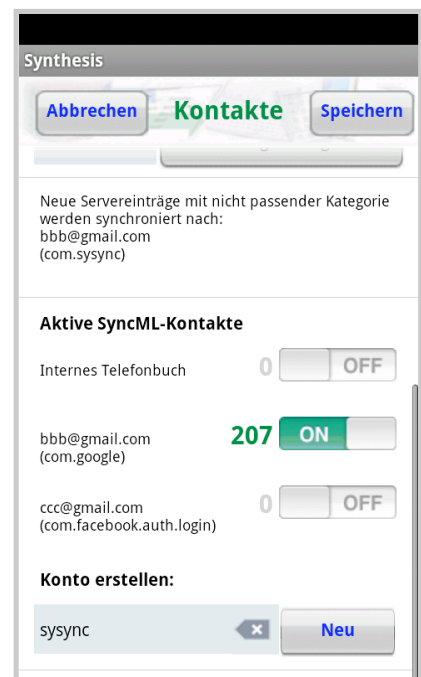 Synthesis
Abbrechen Kontakte Speichern
Neue Servereinträge mit nicht passender Kategorie
werden synchroniert nach:
bbb@gmail.com
(com.sysync)
Aktive SyncML-Kontakte
Internes Telefonbuch 0 OFF
bbb@gmail.com 207 ON
(com.google)
ccc@gmail.com 0 OFF
(com.facebook.auth.login)
Konto erstellen:
sysync Neu